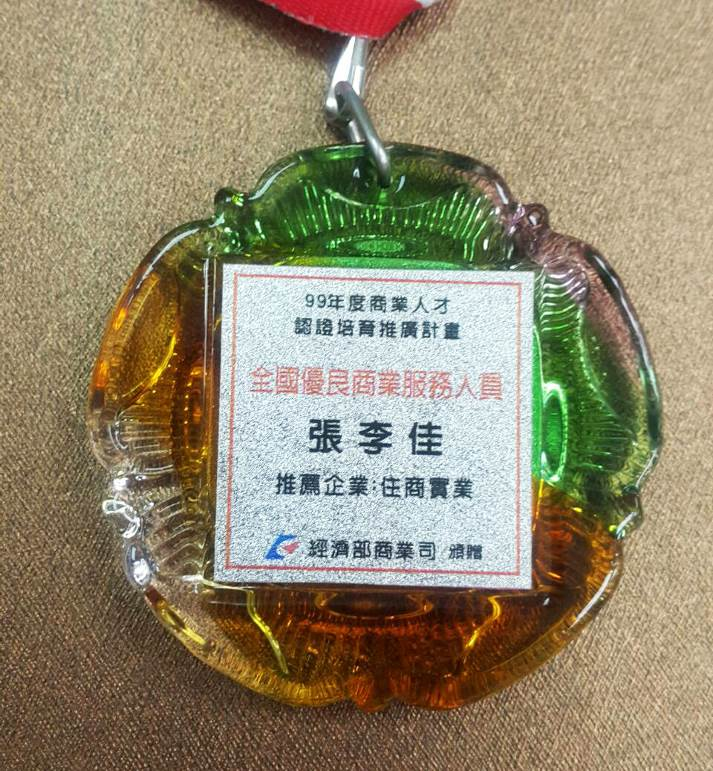 99年度商業人才
認證培育推廣計畫
全國優良商業服務人員
張李佳
推薦企業:住商實業
經濟部商業司 頒贈